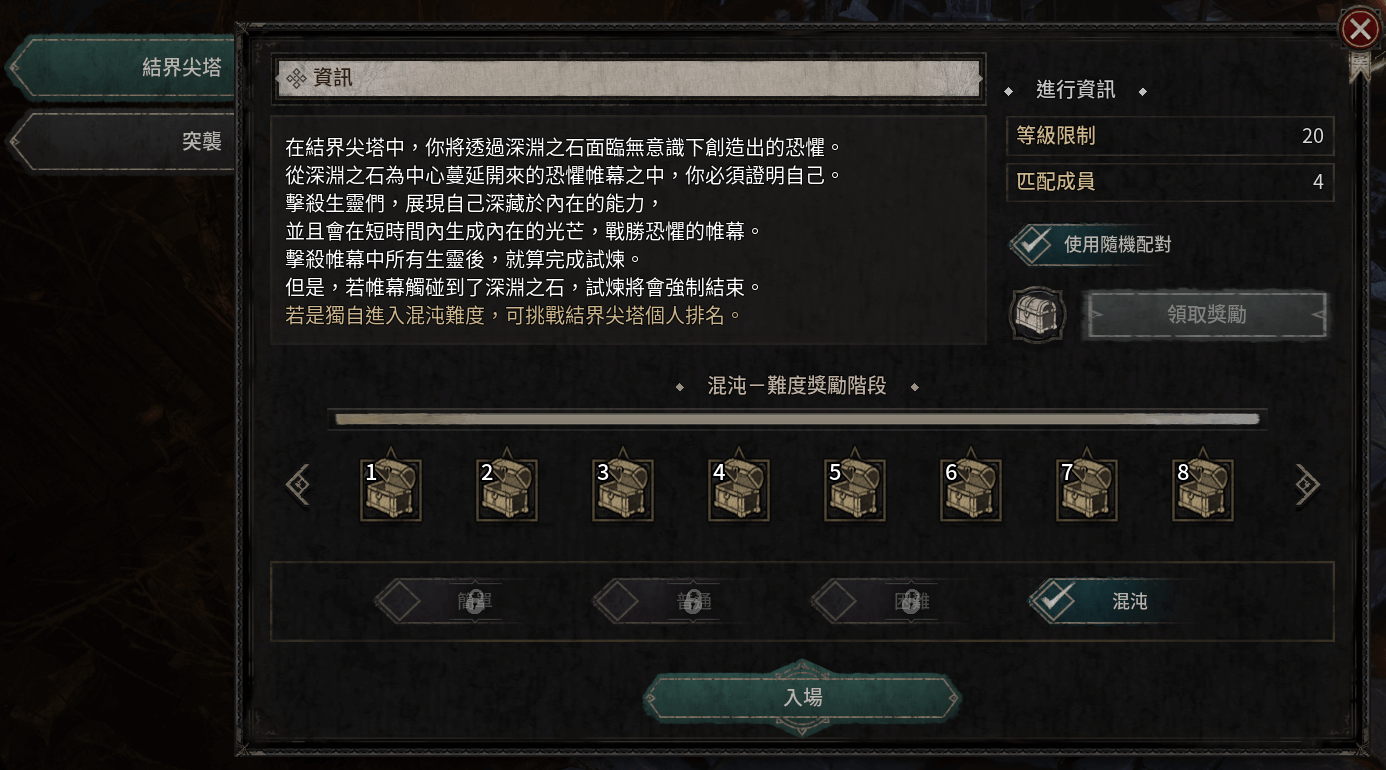 結界尖塔
突襲
資訊
在結界尖塔中，你將透過深淵之石面臨無意識下創造出的恐懼。
從深淵之石為中心蔓延開來的恐懼帷幕之中，你必須證明自己。
擊殺生靈們，展現自己深藏於內在的能力，
並且會在短時間內生成內在的光芒，戰勝恐懼的帷幕。
擊殺帷幕中所有生靈後，就算完成試煉。
但是，若帷幕觸碰到了深淵之石，試煉將會強制結束。
若是獨自進入混沌難度，可挑戰結界尖塔個人排名。
進行資訊
等級限制 20
匹配成員 4
使用隨機配對
領取獎勵
混沌－難度獎勵階段
1 2 3 4 5 6 7 8
簡單 普通 困難 混沌
入場